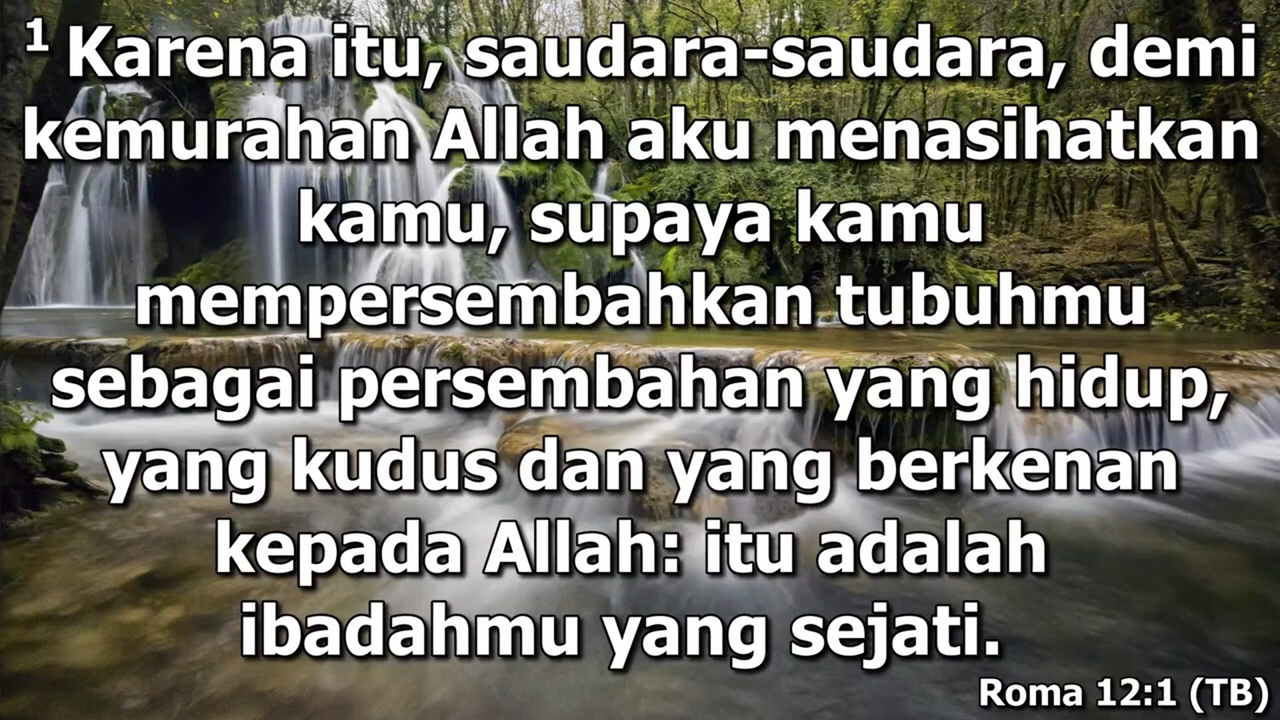 1 Karena itu, saudara-saudara, demi
kemurahan Allah aku menasihatkan
kamu, supaya kamu
mempersembahkan tubuhmu
sebagai persembahan yang hidup,
yang kudus dan yang berkenan
kepada Allah: itu adalah
ibadahmu yang sejati.
Roma 12:1 (TB)